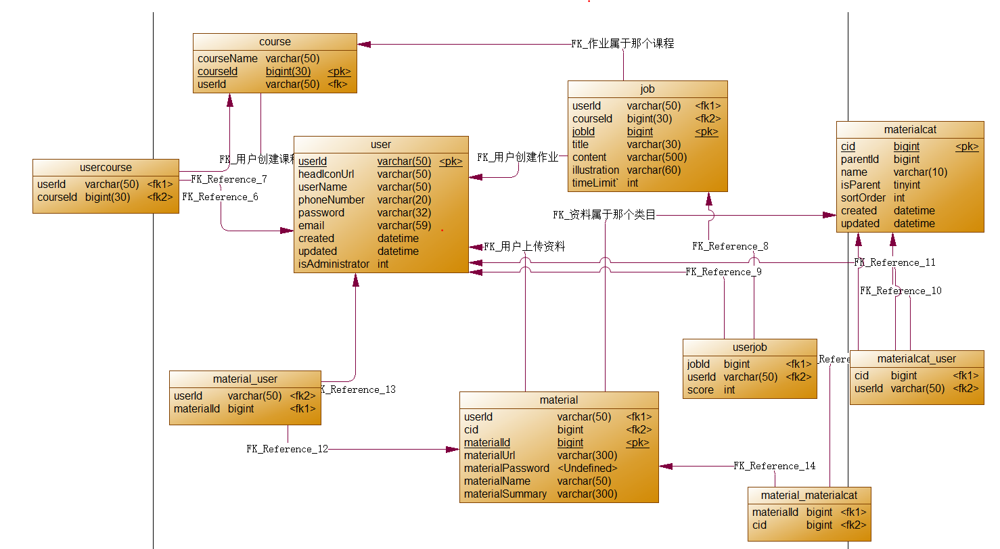 course
courseName varchar(50)
courseId bigint(30) <pk>
userId varchar(50) <fk>
FK_作业属于那个课程
job
userId varchar(50) <fk1>
courseId bigint(30) <fk2>
jobId bigint <pk>
title varchar(30)
content varchar(500)
illustration varchar(60)
timeLimit` int
materialcat
cid bigint <pk>
parentId bigint
name varchar(10)
isParent tinyint
sortOrder int
created datetime
updated datetime
user
userId varchar(50) <pk>
headIconUrl varchar(50)
userName varchar(50)
phoneNumber varchar(20)
password varchar(32)
email varchar(59)
created datetime
updated datetime
isAdministrator int
FK_用户创建课程
FK_用户创建作业
usercourse
userId varchar(50) <fk1>
courseId bigint(30) <fk2>
FK_Reference_7
FK_Reference_6
FK_资料属于那个类目
FK_用户上传资料
FK_Reference_8
FK_Reference_9
FK_Reference_11
FK_Reference_10
userjob
jobId bigint <fk1>
userId varchar(50) <fk2>
score int
_Refere
materialcat_user
cid bigint <fk1>
userId varchar(50) <fk2>
material_user
userId varchar(50) <fk2>
materialId bigint <fk1>
K_Reference_13
FK_Reference_12
material
userId varchar(50) <fk1>
cid bigint <fk2>
materialId bigint <pk>
materialUrl varchar(300)
materialPassword <Undefined>
materialName varchar(50)
materialSummary varchar(300)
FK_Reference_14
material_materialcat
materialId bigint <fk1>
cid bigint <fk2>